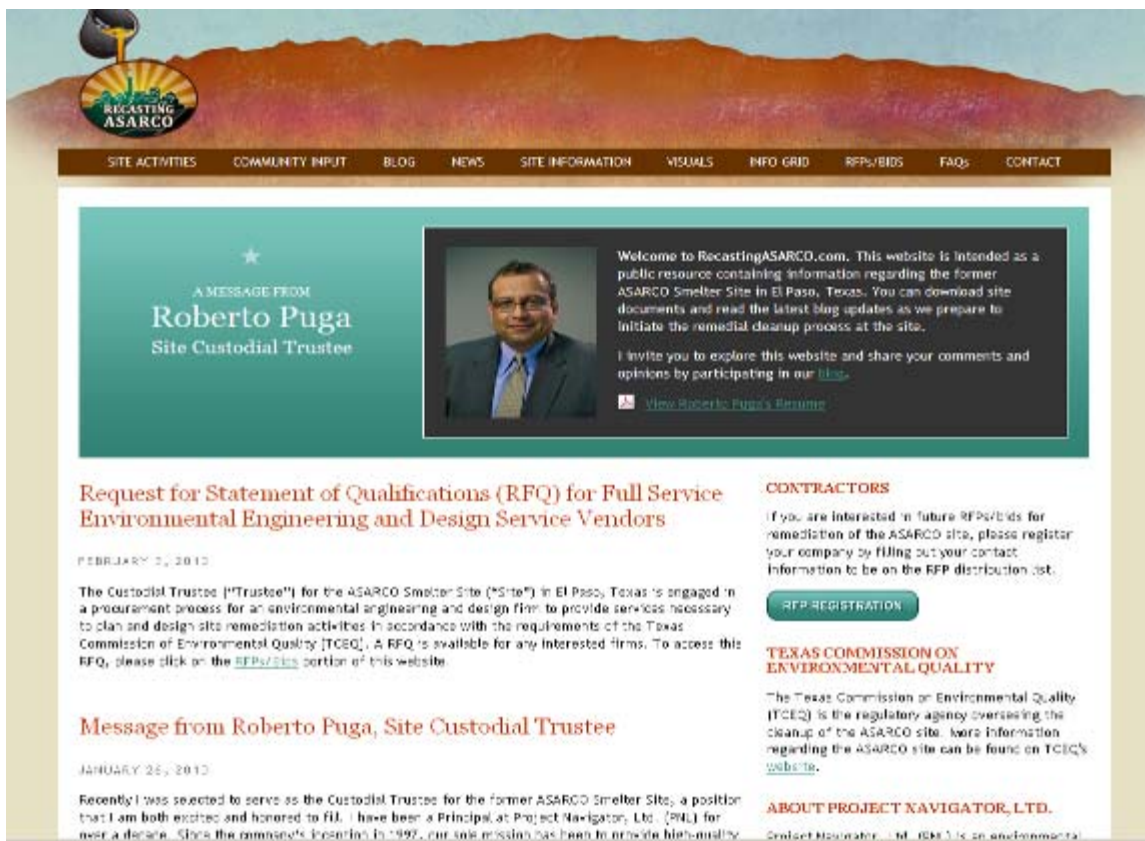 RECASTING
ASARCO
SITE ACTIVITIES COMMUNITY INPUT BLOG NEWS SITE INFORMATION VISUALS INFO GRID RFPs/BIDS FAQs CONTACT
A MESSAGE FROM
Roberto Puga
Site Custodial Trustee
Welcome to RecastingASARCO.com. This website is intended as a
public resource containing information regarding the former
ASARCO Smelter Site in El Paso, Texas. You can download site
documents and read the latest blog updates as we prepare to
initiate the remedial cleanup process at the site.
I invite you to explore this website and share your comments and
opinions by participating in our blog.
View Roberto Puga's Resume
Request for Statement of Qualifications (RFQ) for Full Service
Environmental Engineering and Design Service Vendors
FEBRUARY 2010
The Custodial Trustee ("Trustee") for the ASARCO Smelter Site ("Site") in El Paso, Texas is engaged in
a procurement process for an environmental engineering and design firm to provide services necessary
to plan and design site remediation activities in accordance with the requirements of the Texas
Commission of Environmental Quality (TCEQ). A RFQ is available for any interested firms. To access this
RFQ, please click on the RFPs/Bids portion of this website.
Message from Roberto Puga, Site Custodial Trustee
JANUARY 26, 2010
Recently I was selected to serve as the Custodial Trustee for the former ASARCO Smelter Site, a position
that I am both excited and honored to fill. I have been a Principal at Project Navigator, Ltd. (PNL) for
over a decade. Since the company's inception in 1997, our sole mission has been to provide high-quality
CONTRACTORS
If you are interested in future RFPs/bids for
remediation of the ASARCO site, please register
your company by filling out your contact
information to be on the RFP distribution list.
RFP REGISTRATION
TEXAS COMMISSION ON
ENVIRONMENTAL QUALITY
The Texas Commission on Environmental Quality
(TCEQ) is the regulatory agency overseeing the
cleanup of the ASARCO site. More information
regarding the ASARCO site can be found on TCEQ's
website.
ABOUT PROJECT NAVIGATOR, LTD.
Project Navigator, Ltd. (PNL) is an environmental